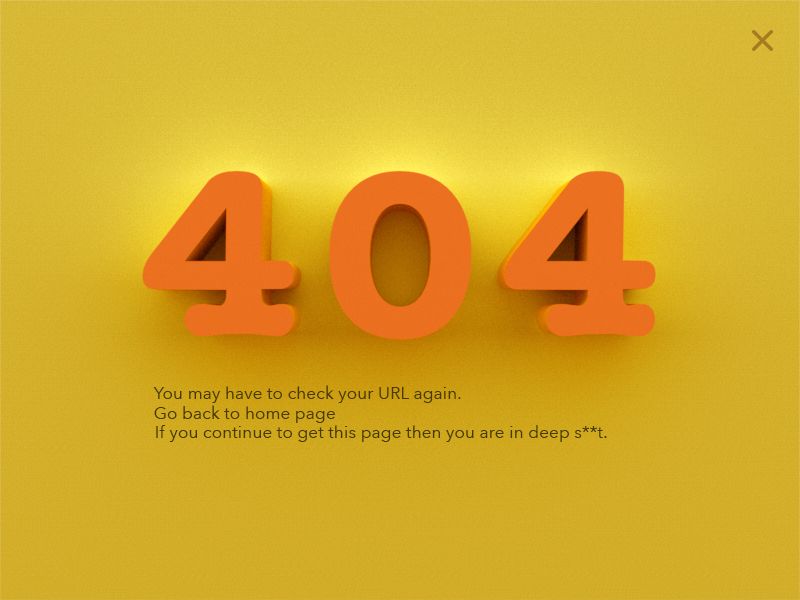 404
You may have to check your URL again.
Go back to home page
If you continue to get this page then you are in deep s**t.